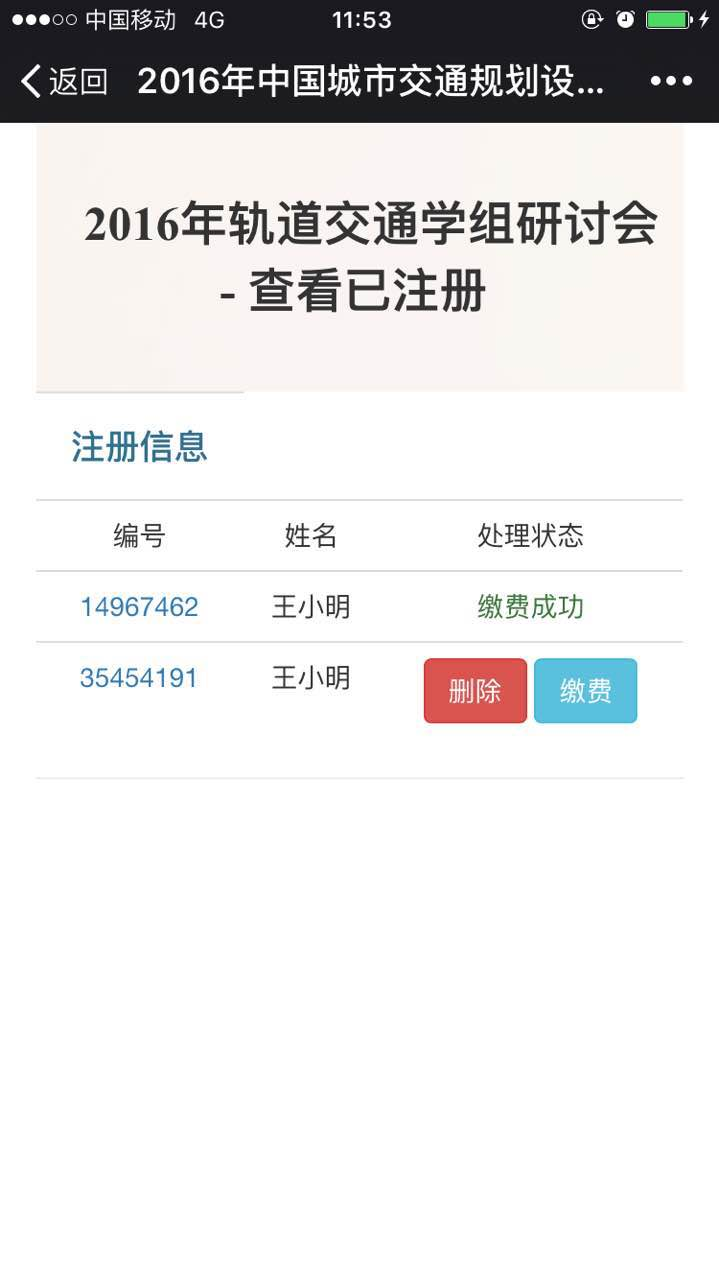 中国移动 4G 11:53
返回 2016年中国城市交通规划设...
2016年轨道交通学组研讨会
- 查看已注册
注册信息
编号 姓名 处理状态
14967462 王小明 缴费成功
35454191 王小明 删除 缴费